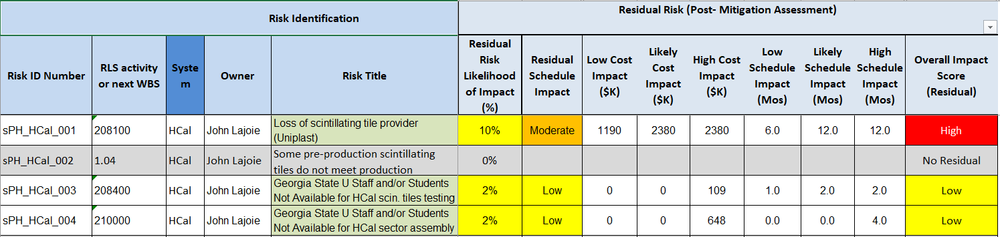 Risk Identification
Residual Risk (Post- Mitigation Assessment)
Risk ID Number
RLS activity
or next WBS
Syste
m
Owner
Risk Title
Residual
Risk
Likelihood
of Impact
(%)
Residual
Schedule
Impact
Low Cost
Impact
($K)
Likely
Cost
Impact
($K)
High Cost
Impact
($K)
Low
Schedule
Impact
(Mos)
Likely
Schedule
Impact
(Mos)
High
Schedule
Impact
(Mos)
Overall Impact
Score
(Residual)
sPH_HCal_001 208100 HCal John Lajoie Loss of scintillating tile provider
(Uniplast)
10% Moderate 1190 2380 2380 6.0 12.0 12.0 High
sPH_HCal_002 1.04 HCal John Lajoie Some pre-production scintillating
tiles do not meet production
0% No Residual
sPH_HCal_003 208400 HCal John Lajoie Georgia State U Staff and/or Students
Not Available for HCal scin. tiles testing
2% Low 0 0 109 1.0 2.0 2.0 Low
sPH_HCal_004 210000 HCal John Lajoie Georgia State U Staff and/or Students
Not Available for HCal sector assembly
2% Low 0 0 648 0.0 0.0 4.0 Low